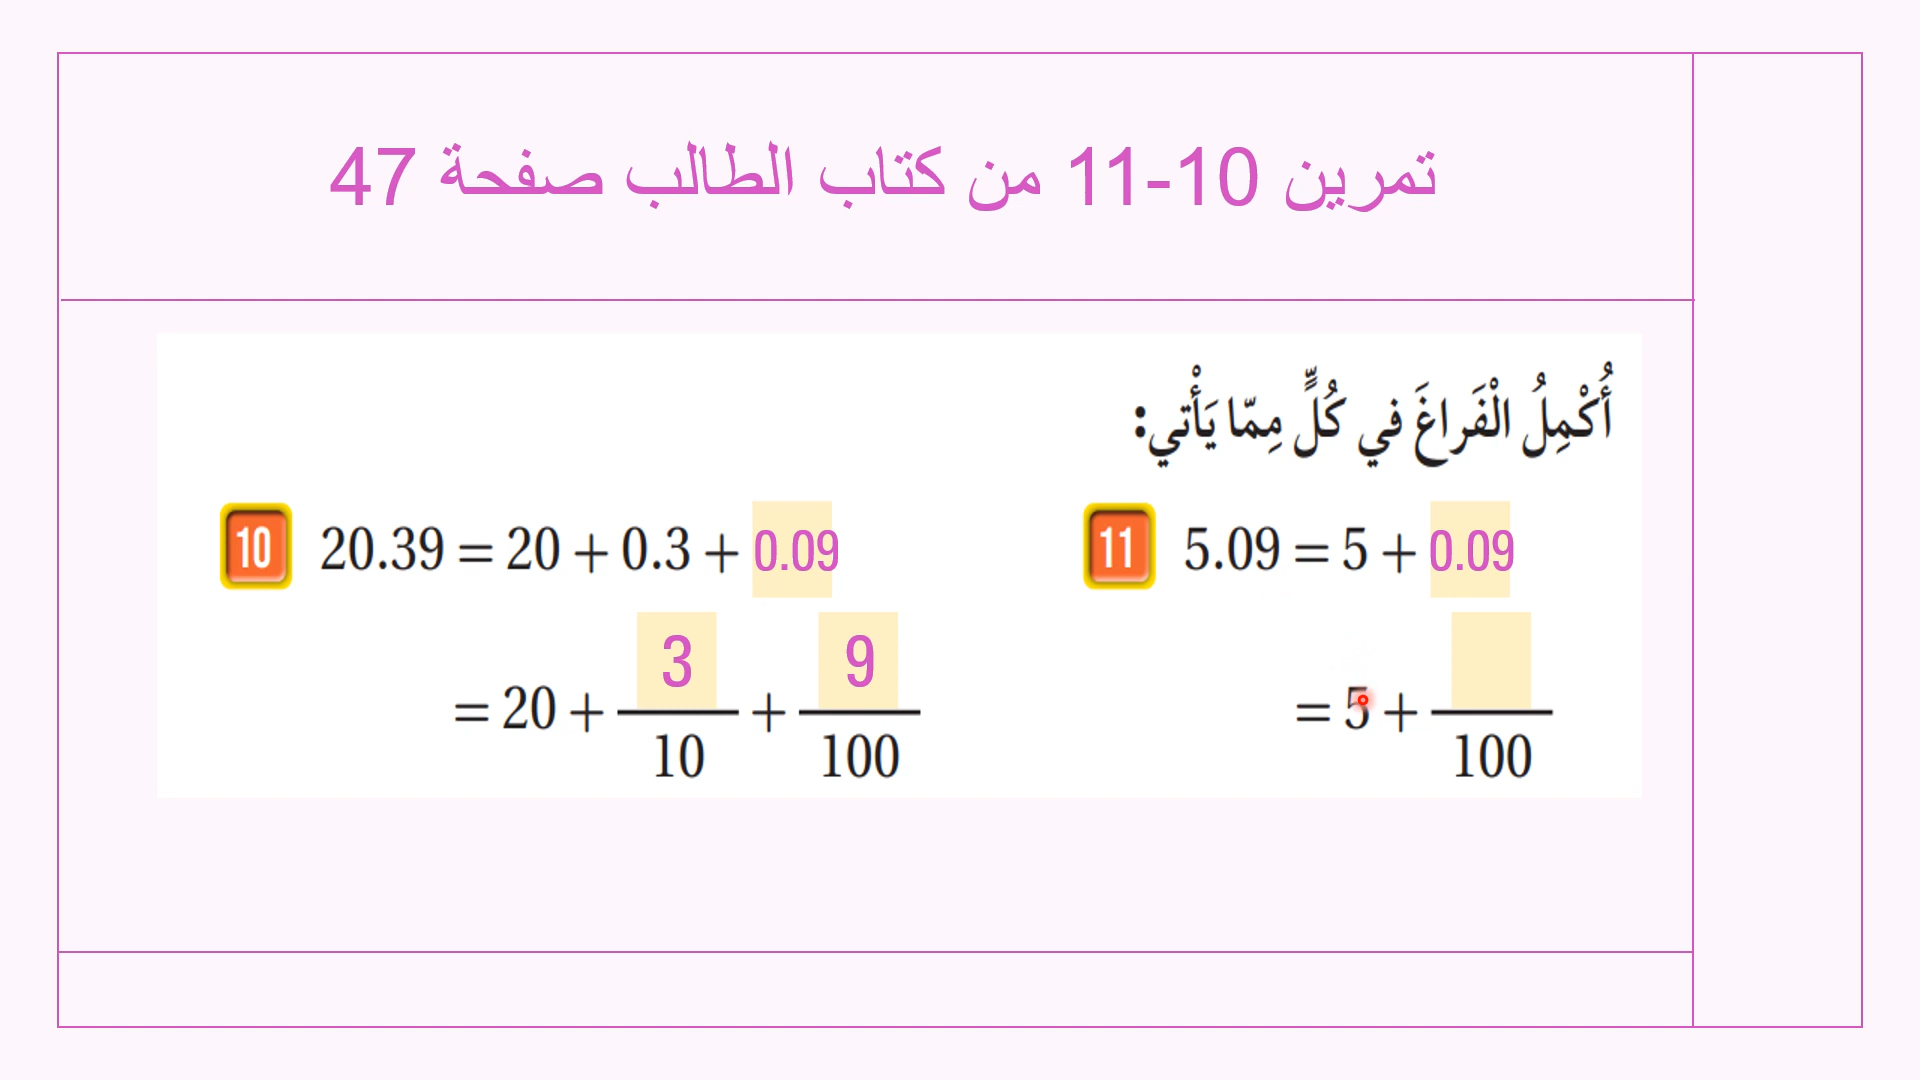 تمرين 10-11 من كتاب الطالب صفحة 47
أُكْمِلُ الْفَراغَ في كُلٍّ مِمّا يَأْتي:
10 20.39 = 20 + 0.3 + 0.09
= 20 + 3/10 + 9/100
11 5.09 = 5 + 0.09
= 5 + /100